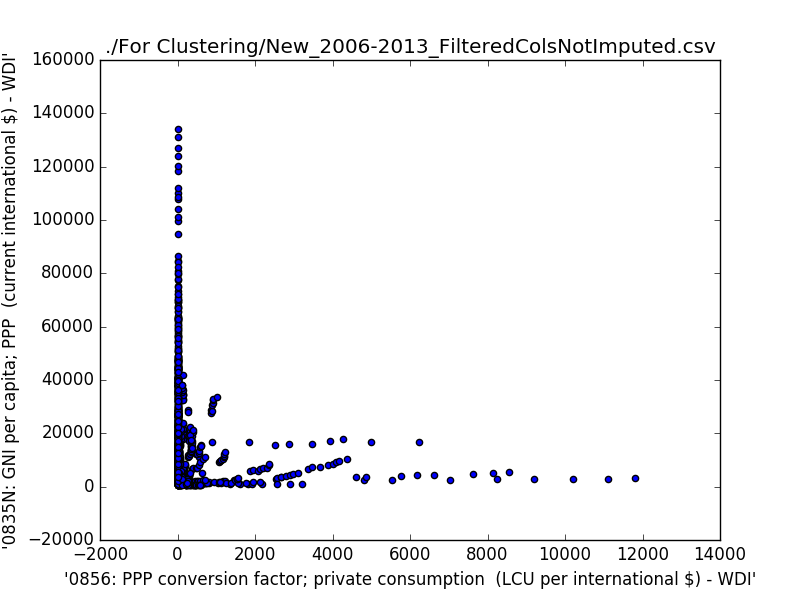 ./For Clustering/New_2006-2013_FilteredColsNotImputed.csv
'0835N: GNI per capita; PPP  (current international $) - WDI'
160000
140000
120000
100000
80000
60000
40000
20000
0
−20000
−2000 0 2000 4000 6000 8000 10000 12000 14000
'0856: PPP conversion factor; private consumption  (LCU per international $) - WDI'